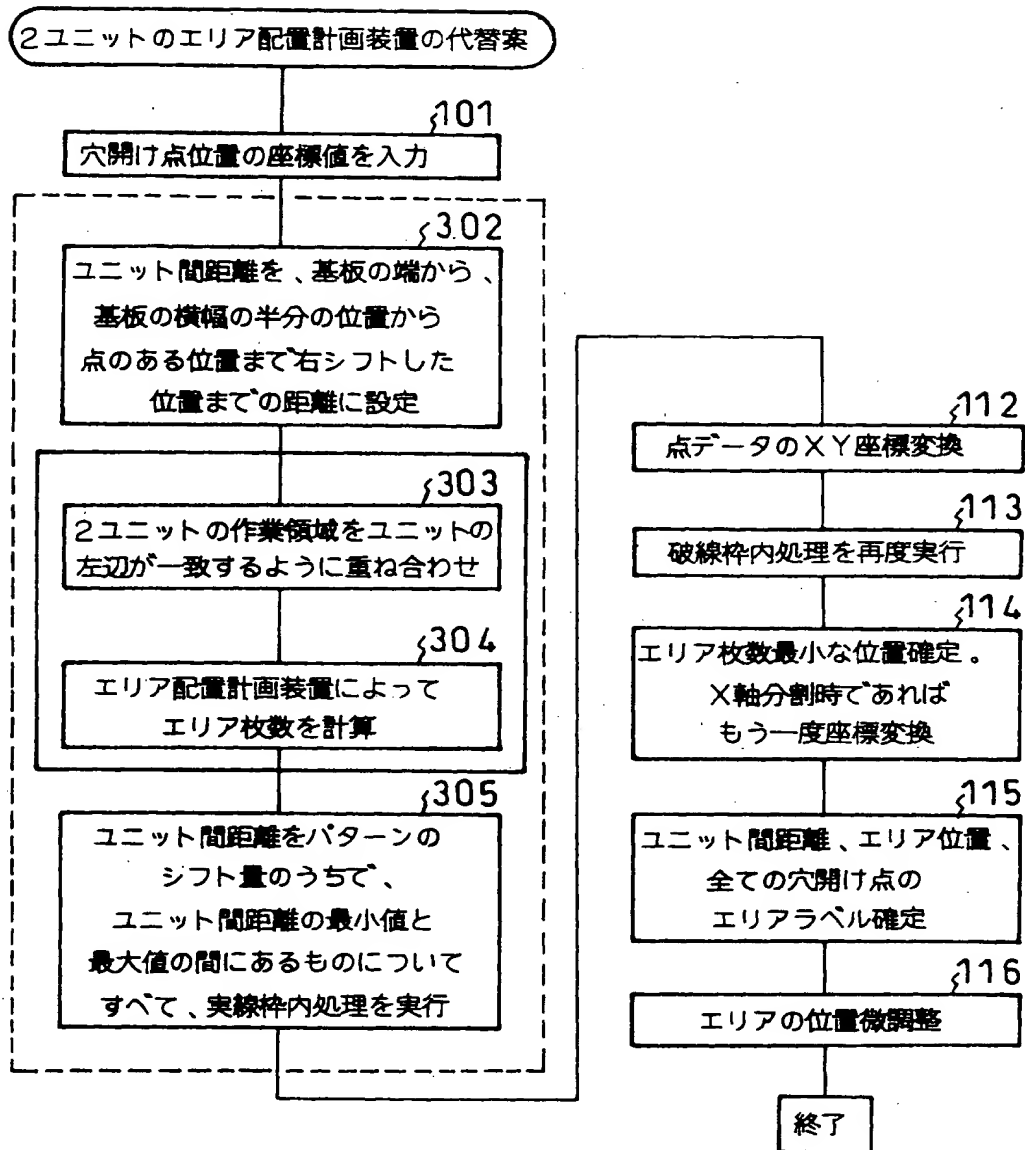 2ユニットのエリア配置計画装置の代替案
101
穴開け点位置の座標値を入力
302
ユニット間距離を、基板の端から、
基板の横幅の半分の位置から
点のある位置まで右シフトした
位置までの距離に設定
303
2ユニットの作業領域をユニットの
左辺が一致するように重ね合わせ
304
エリア配置計画装置によって
エリア枚数を計算
305
ユニット間距離をパターンの
シフト量のうちで、
ユニット間距離の最小値と
最大値の間にあるものについて
すべて、実線枠内処理を実行
112
点データのXY座標変換
113
破線枠内処理を再度実行
114
エリア枚数最小な位置確定。
X軸分割時であれば
もう一度座標変換
115
ユニット間距離、エリア位置、
全ての穴開け点の
エリアラベル確定
116
エリアの位置微調整
終了